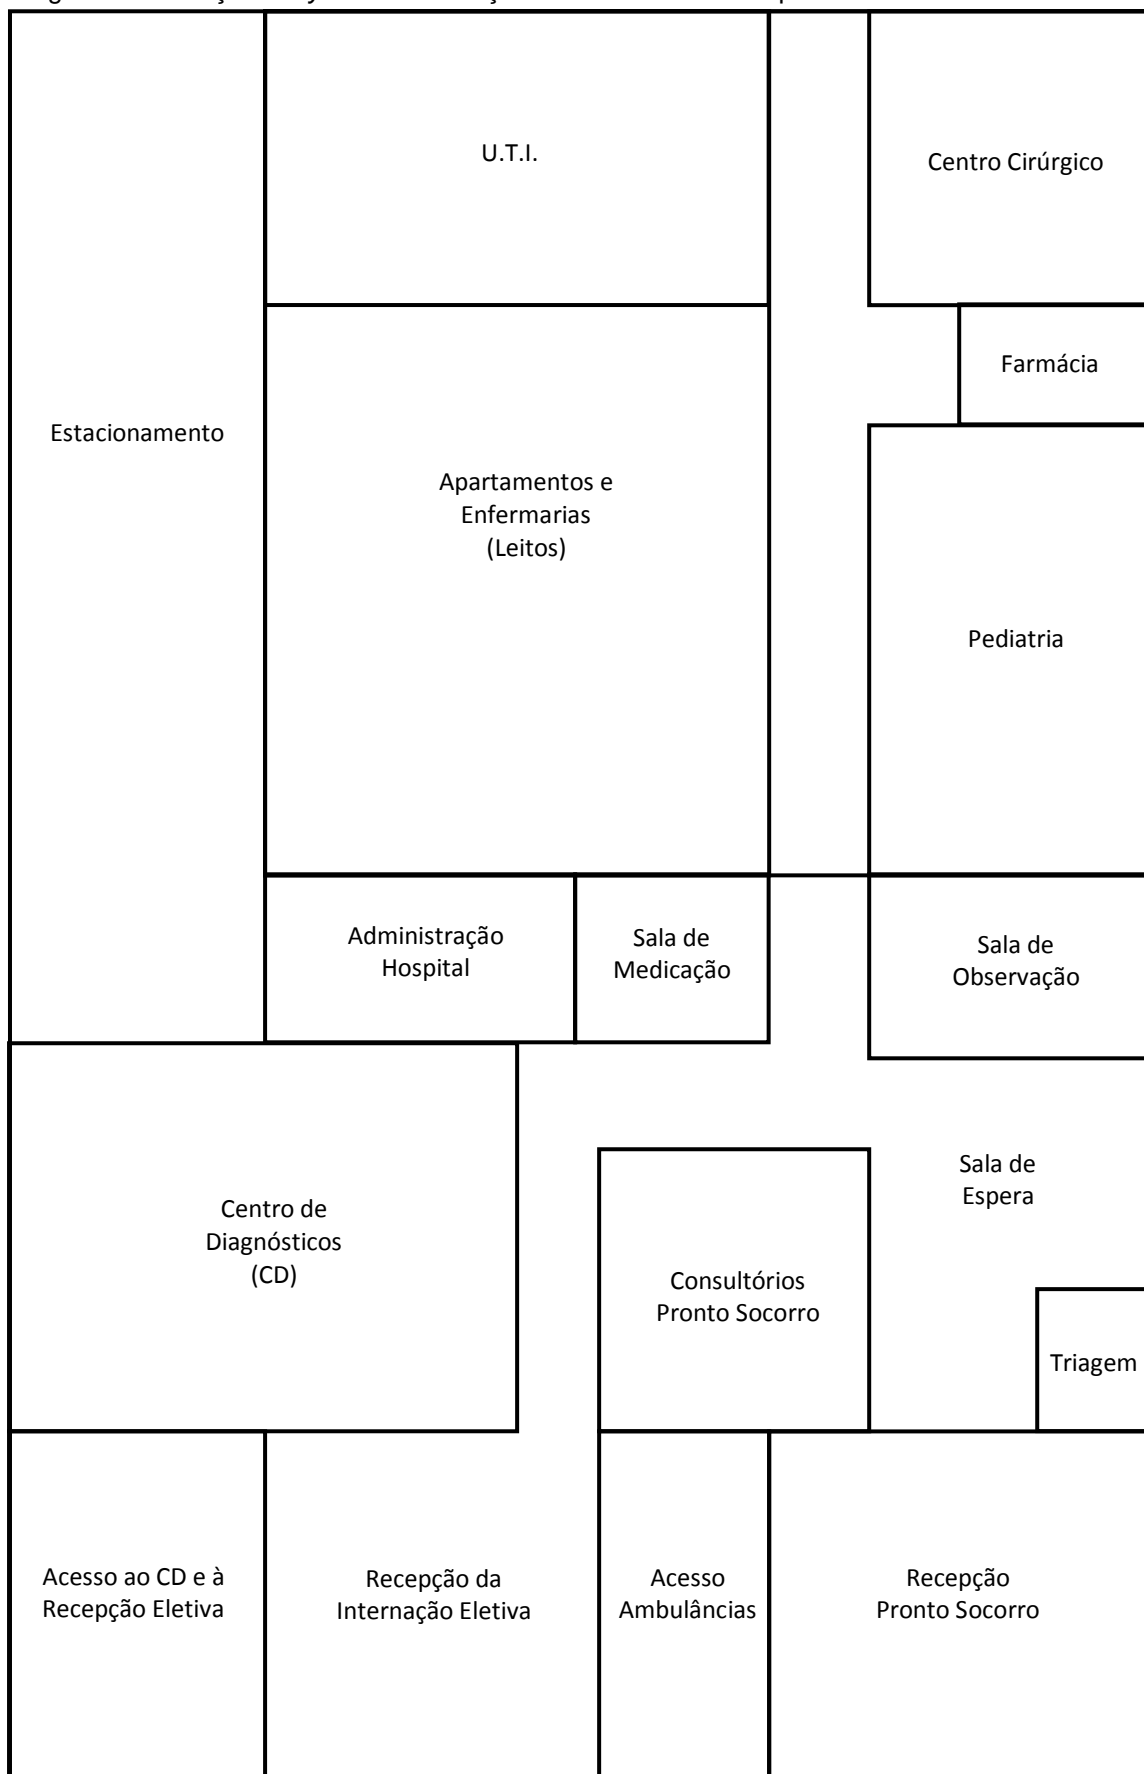 U.T.I.
Centro Cirúrgico
Farmácia
Estacionamento
Apartamentos e
Enfermarias
(Leitos)
Pediatria
Administração
Hospital
Sala de
Medicação
Sala de
Observação
Sala de
Espera
Centro de
Diagnósticos
(CD)
Consultórios
Pronto Socorro
Triagem
Acesso ao CD e à
Recepção Eletiva
Recepção da
Internação Eletiva
Acesso
Ambulâncias
Recepção
Pronto Socorro